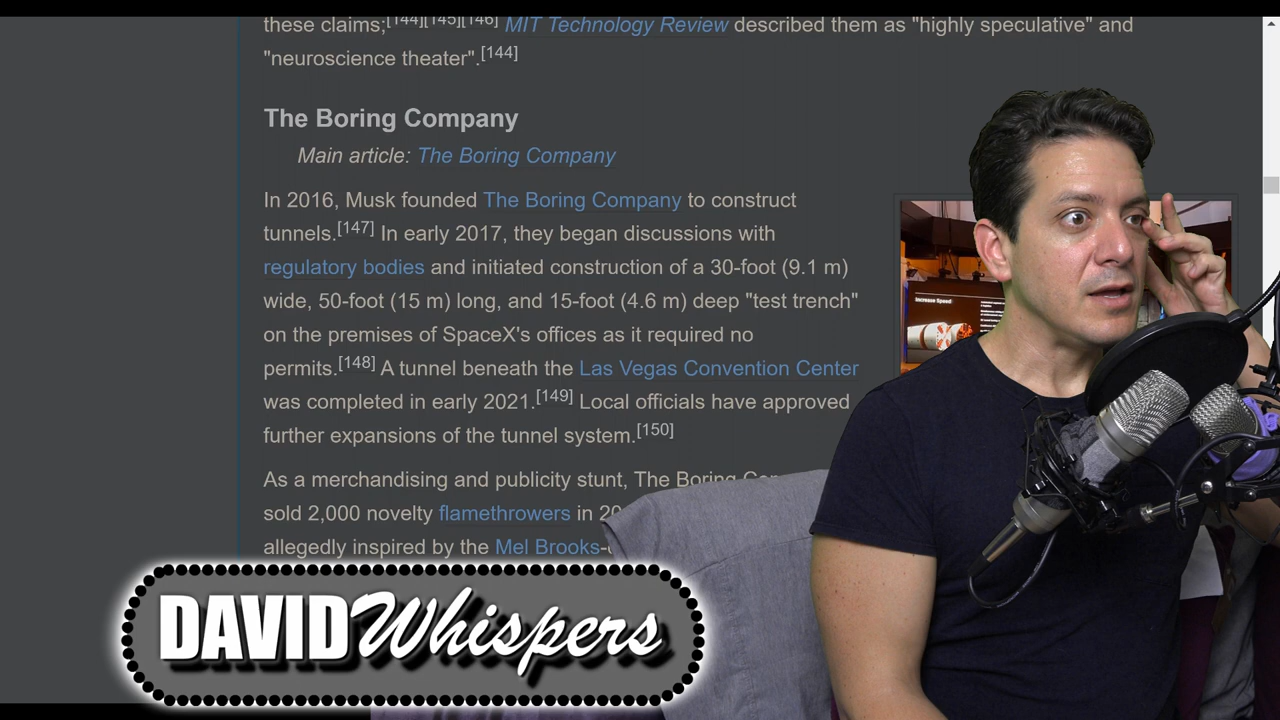 these claims;[144][145][146] MIT Technology Review described them as "highly speculative" and
"neuroscience theater".[144]
The Boring Company
Main article: The Boring Company
In 2016, Musk founded The Boring Company to construct
tunnels.[147] In early 2017, they began discussions with
regulatory bodies and initiated construction of a 30-foot (9.1 m)
wide, 50-foot (15 m) long, and 15-foot (4.6 m) deep "test trench"
on the premises of SpaceX's offices as it required no
permits.[148] A tunnel beneath the Las Vegas Convention Center
was completed in early 2021.[149] Local officials have approved
further expansions of the tunnel system.[150]
Increase Speed
As a merchandising and publicity stunt, The Boring
sold 2,000 novelty flamethrowers in
allegedly inspired by the Mel Brooks-
DAVID Whispers